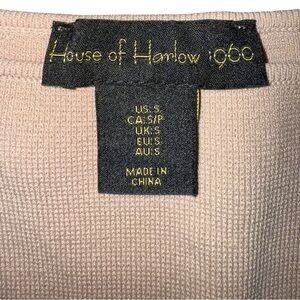 House of Harlow 1960
US:S
CA:S/P
UK:S
EU:S
AU:S
MADE IN
CHINA